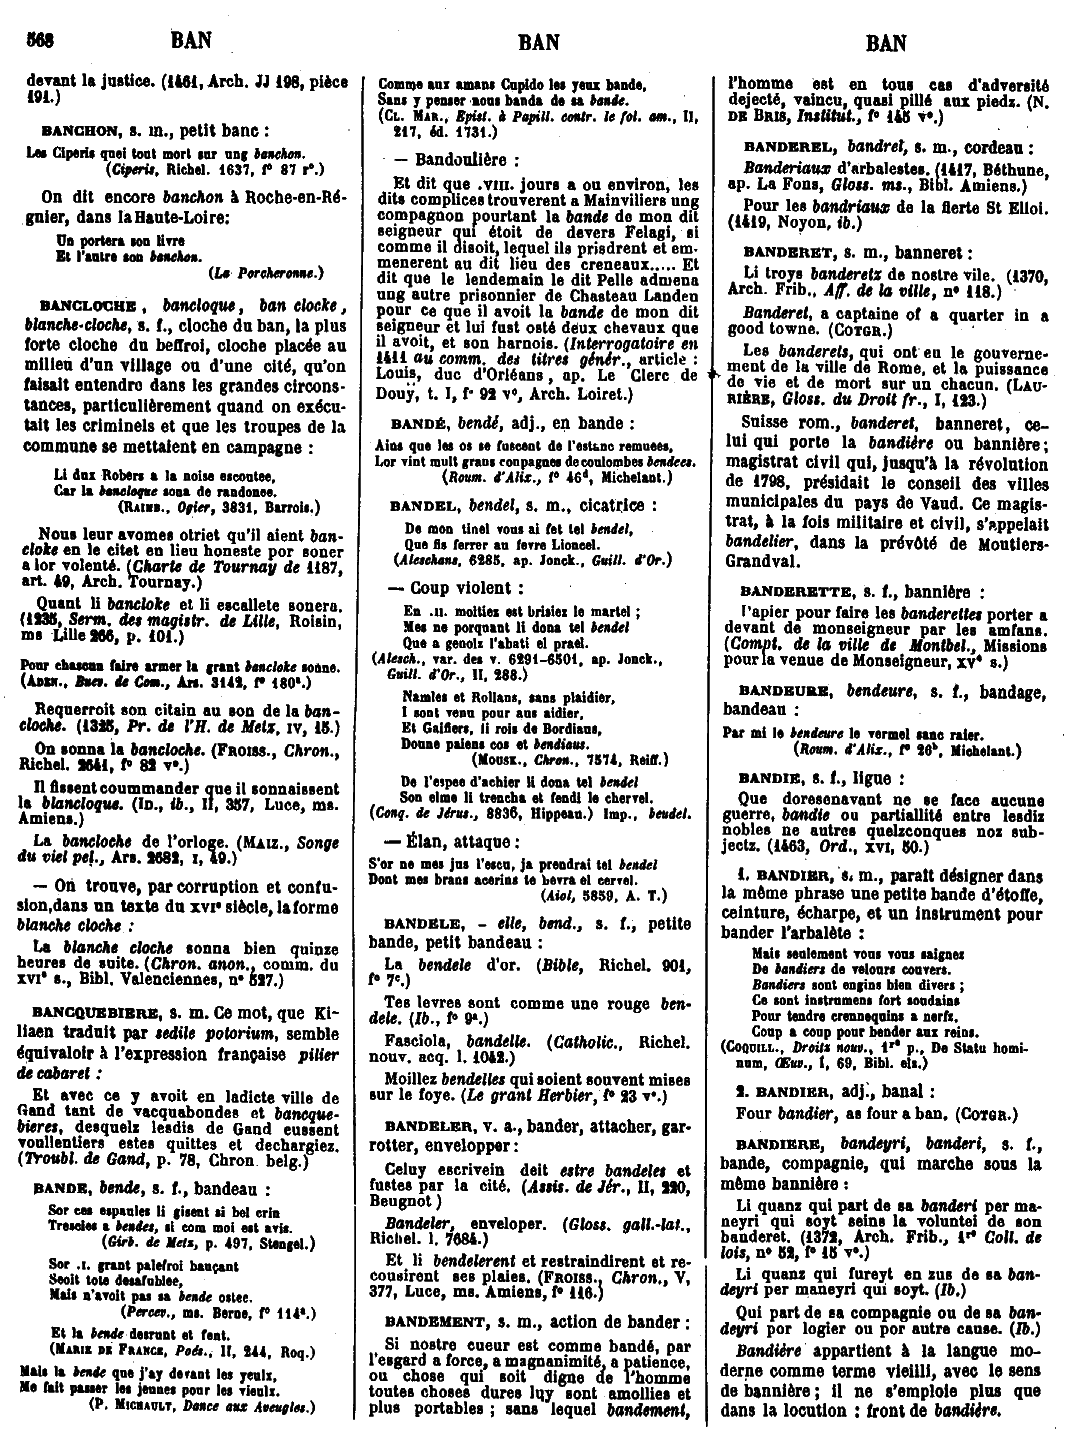 568 BAN
BAN
BAN
devant la justice. (1461, Arch. JJ 198, pièce
191.)
BANCHON, s. m., petit banc :
Les Ciperis quei tout mort sur ung banchon.
(Ciperis, Richel. 1637, f° 87 r°.)
On dit encore banchon à Roche-en-Ré-
gnier, dans la Haute-Loire:
Un portera son livre
Et l'autre son banchon.
(La Porcheronne.)
BANCLOCHE, bancloque, ban clocke,
blanche-cloche, s. f., cloche du ban, la plus
forte cloche du beffroi, cloche placée au
milieu d'un village ou d'une cité, qu'on
faisait entendre dans les grandes circons-
tances, particulièrement quand on exécu-
tait les criminels et que les troupes de la
commune se mettaient en campagne :
Li dux Robers a la noise escoutee,
Car la bancloque sona de randonee.
(RAIMB., Ogier, 3831, Barrois.)
Nous leur avomes otriet qu'il aient ban-
cloke en le citet en lieu honeste por soner
a lor volenté. (Charte de Tournay de 1187,
art. 49, Arch. Tournay.)
Quant li bancloke et li escallete sonera.
(1235, Serm. des magistr. de Lille, Roisin,
ms Lille 266, p. 101.)
Pour chascun faire armer la grant bancloke sonne.
(ADEN., Buev. de Com., Ars. 3142, f° 180ª.)
Requerroit son citain au son de la ban-
cloche. (1325, Pr. de l'H. de Metz, IV, 15.)
On sonna la bancloche. (FROISS., Chron.,
Richel. 2641, f° 82 v°.)
Il fissent coummander que il sonnaissent
la blancloque. (ID., ib., II, 357, Luce, ms.
Amiens.)
La bancloche de l'orloge. (MAIZ., Songe
du viel pel., Ars. 2682, I, 49.)
— On trouve, par corruption et confu-
sion, dans un texte du XVIe siècle, la forme
blanche cloche :
La blanche cloche sonna bien quinze
heures de suite. (Chron. anon., comm. du
XVIe s., Bibl. Valenciennes, n° 527.)
BANCQUEBIERE, s. m. Ce mot, que Ki-
liaen traduit par sedile potorium, semble
équivaloir à l'expression française pilier
de cabaret :
Et avec ce y avoit en ladicte ville de
Gand tant de vacquabondes et bancque-
bieres, desquelz lesdis de Gand eussent
voullentiers estes quittes et dechargiez.
(Troubl. de Gand, p. 78, Chron. belg.)
BANDE, bende, s. f., bandeau :
Sor ces espaules li gisent si bel crin
Trescies a bendes, si com moi est avis.
(Girb. de Metz, p. 497, Stengel.)
Sor .I. grant palefroi bauçant
Seoit tote desafublee,
Mais n'avoit pas sa bende ostee.
(Percev., ms. Berne, f° 114ª.)
Et la bende desrunt et fent.
(MARIE DE FRANCE, Poés., II, 244, Roq.)
Mais la bende que j'ay devant les yeulx,
Me fait passer les jeunes pour les vieulx.
(P. MICHAULT, Dance aux Aveugles.)
Comme aux amans Cupido les yeux bande,
Sans y penser nous banda de sa bande.
(CL. MAR., Epist. à Papill. contr. le fol. am., II,
217, éd. 1731.)
— Bandoulière :
Et dit que .VIII. jours a ou environ, les
dits complices trouverent a Mainviliers ung
compagnon pourtant la bande de mon dit
seigneur qui étoit de devers Felagi, si
comme il disoit, lequel ils prisdrent et em-
menerent au dit lieu des creneaux..... Et
dit que le lendemain le dit Pelle admena
ung autre prisonnier de Chasteau Landen
pour ce que il avoit la bande de mon dit
seigneur et lui fust osté deux chevaux que
il avoit, et son harnois. (Interrogatoire en
1411 au comm. des titres génér., article :
Louis, duc d'Orléans, ap. Le Clerc de
Douÿ, t. I, f° 92 v°, Arch. Loiret.)
BANDÉ, bendé, adj., en bande :
Ains que les os se fuscent de l'estanc remuees,
Lor vint mult grans conpagnes de coulombes bendees.
(Roum. d'Alix., f° 46d, Michelant.)
BANDEL, bendel, s. m., cicatrice :
De mon tinel vous ai fet tel bendel,
Que fis ferrer au fevre Lioncel.
(Aleschans, 6285, ap. Jonck., Guill. d'Or.)
— Coup violent :
En .II. moitiez est brisiez le martel ;
Mes ne porquant li dona tel bendel
Que a genolz l'abati el prael.
(Alesch., var. des v. 6291-6501, ap. Jonck.,
Guill. d'Or., II, 288.)
Namles et Rollans, sans plaidier,
I sont venu pour aus aidier,
Et Gaifiers, li rois de Bordiaus,
Doune paiens cos et bendiaus.
(MOUSK., Chron., 7574, Reiff.)
De l'espee d'achier li dona tel bendel
Son elme li trencha et fendi le chervel.
(Conq. de Jérus., 8836, Hippeau.) Imp., beudel.
— Élan, attaque :
S'or ne mes jus l'escu, ja prendrai tel bendel
Dont mes brans acerins te bevra el cervel.
(Aiol, 5859, A. T.)
BANDELE, - elle, bend., s. f., petite
bande, petit bandeau :
La bendele d'or. (Bible, Richel. 901,
f° 7c.)
Tes levres sont comme une rouge ben-
dele. (Ib., f° 9ª.)
Fasciola, bandelle. (Catholic., Richel.
nouv. acq. l. 1042.)
Moillez bendelles qui soient souvent mises
sur le foye. (Le grant Herbier, f° 23 v°.)
BANDELER, v. a., bander, attacher, gar-
rotter, envelopper :
Celuy escrivein deit estre bandeles et
fustes par la cité. (Assis. de Jér., II, 220,
Beugnot)
Bandeler, enveloper. (Gloss. gall.-lat.,
Richel. l. 7684.)
Et li bendelerent et restraindirent et re-
cousirent ses plaies. (FROISS., Chron., V,
377, Luce, ms. Amiens, f° 116.)
BANDEMENT, s. m., action de bander :
Si nostre cueur est comme bandé, par
l'esgard a force, a magnanimité, a patience,
ou chose qui soit digne de l'homme
toutes choses dures luy sont amollies et
plus portables ; sans lequel bandement,
l'homme est en tous cas d'adversité
dejecté, vaincu, quasi pillé aux piedz. (N.
DE BRIS, Institut., f° 145 v°.)
BANDEREL, bandret, s. m., cordeau :
Banderiaux d'arbalestes. (1417, Béthune,
ap. La Fons, Gloss. ms., Bibl. Amiens.)
Pour les bandriaux de la fierte St Elloi.
(1419, Noyon, ib.)
BANDERET, s. m., banneret :
Li troys banderetz de nostre vile. (1370,
Arch. Frib., Aff. de la ville, n° 118.)
Banderet, a captaine of a quarter in a
good towne. (COTGR.)
Les banderets, qui ont eu le gouverne-
ment de la ville de Rome, et la puissance
de vie et de mort sur un chacun. (LAU-
RIÈRE, Gloss. du Droit fr., I, 123.)
Suisse rom., banderet, banneret, ce-
lui qui porte la bandière ou bannière;
magistrat civil qui, jusqu'à la révolution
de 1798, présidait le conseil des villes
municipales du pays de Vaud. Ce magis-
trat, à la fois militaire et civil, s'appelait
bandelier, dans la prévôté de Moutiers-
Grandval.
BANDERETTE, s. f., bannière :
Papier pour faire les banderettes porter a
devant de monseigneur par les amfans.
(Compt. de la ville de Montbel., Missions
pour la venue de Monseigneur, XVe s.)
BANDEURE, bendeure, s. f., bandage,
bandeau :
Par mi le bendeure le vermel sanc raier.
(Roum. d'Alix., f° 26b, Michelant.)
BANDIE, s. f., ligue :
Que doresenavant ne se face aucune
guerre, bandie ou partiallité entre lesdiz
nobles ne autres quelzconques noz sub-
jectz. (1463, Ord., XVI, 50.)
1. BANDIER, s. m., paraît désigner dans
la même phrase une petite bande d'étoffe,
ceinture, écharpe, et un instrument pour
bander l'arbalète :
Mais seulement vous vous saignez
De bandiers de velours couvers.
Bandiers sont engins bien divers ;
Ce sont instrumens fort soudains
Pour tendre crennequins a nerfs,
Coup a coup pour bender aux reins.
(COQUILL., Droitz nouv., 1re p., De Statu homi-
num, Œuv., I, 69, Bibl. elz.)
2. BANDIER, adj., banal :
Four bandier, as four a ban. (COTGR.)
BANDIERE, bandeyri, banderi, s. f.,
bande, compagnie, qui marche sous la
même bannière :
Li quanz qui part de sa banderi per ma-
neyri qui soyt seins la voluntei de son
banderet. (1372, Arch. Frib., 1re Coll. de
lois, n° 52, f° 15 v°.)
Li quanz qui fureyt en zus de sa ban-
deyri per maneyri qui soyt. (Ib.)
Qui part de sa compagnie ou de sa ban-
deyri por logier ou por autre cause. (Ib.)
Bandière appartient à la langue mo-
derne comme terme vieilli, avec le sens
de bannière ; il ne s'emploie plus que
dans la locution : front de bandière.